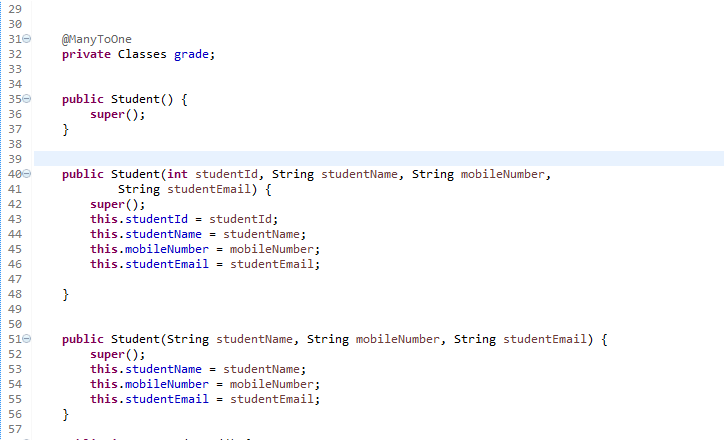 29
30
31 @ManyToOne
32 private Classes grade;
33
34
35 public Student() {
36 super();
37 }
38
39
40 public Student(int studentId, String studentName, String mobileNumber,
41 String studentEmail) {
42 super();
43 this.studentId = studentId;
44 this.studentName = studentName;
45 this.mobileNumber = mobileNumber;
46 this.studentEmail = studentEmail;
47
48 }
49
50
51 public Student(String studentName, String mobileNumber, String studentEmail) {
52 super();
53 this.studentName = studentName;
54 this.mobileNumber = mobileNumber;
55 this.studentEmail = studentEmail;
56 }
57